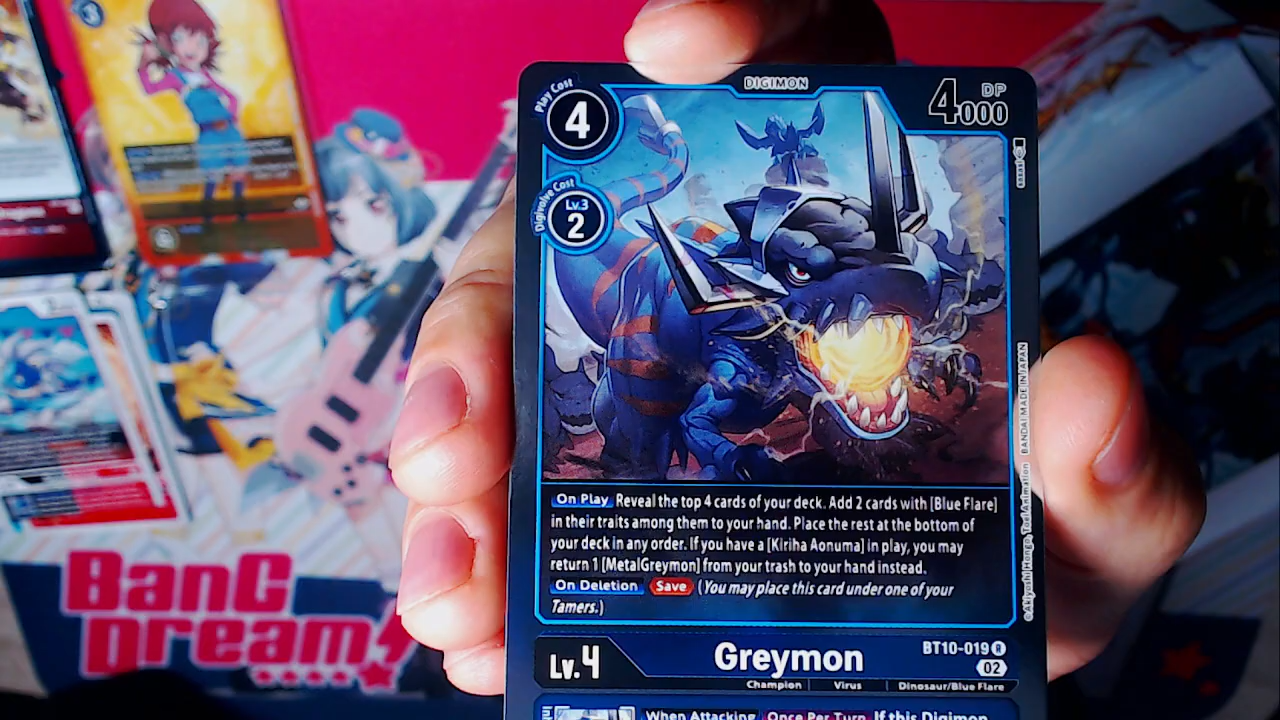 DIGIMON
Play Cost
4
DP
4000
Digivolve Cost
Lv.3
2
On Play Reveal the top 4 cards of your deck. Add 2 cards with [Blue Flare]
in their traits among them to your hand. Place the rest at the bottom of
your deck in any order. If you have a [Kiriha Aonuma] in play, you may
return 1 [MetalGreymon] from your trash to your hand instead.
On Deletion Save (You may place this card under one of your
Tamers.)
©Akiyoshi Hongo, Toei Animation BANDAI MADE IN JAPAN
Lv.4
Greymon
BT10-019 R
02
Champion Virus Dinosaur/Blue Flare
When Attacking Once Per Turn If this Digimon
3
BanG
Dream!